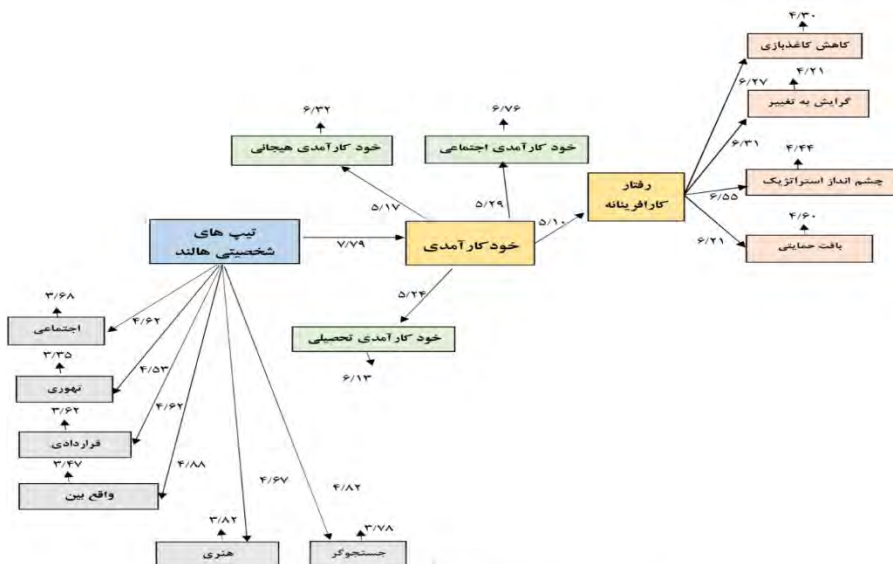 ۴/۳۰
کاهش کاغذبازی
۶/۲۷
۴/۲۱
گرایش به تغییر
۶/۳۱
۴/۴۴
چشم انداز استراتژیک
۶/۵۵
۴/۶۰
بافت حمایتی
۶/۲۱
رفتار
کارافرینانه
۵/۱۰
۶/۷۶
خود کارآمدی اجتماعی
۵/۲۹
۶/۳۲
خود کارآمدی هیجانی
۵/۱۷
خودکارآمدی
۷/۷۹
تیپ های
شخصیتی هالند
۵/۲۴
خود کارآمدی تحصیلی
۶/۱۳
۳/۶۸
اجتماعی
۴/۶۲
۳/۳۵
تهوری
۴/۵۳
۳/۶۲
قراردادی
۴/۶۲
۳/۴۷
واقع بین
۴/۸۸
۴/۶۷
۳/۸۲
هنری
۴/۸۲
۳/۷۸
جستجوگر